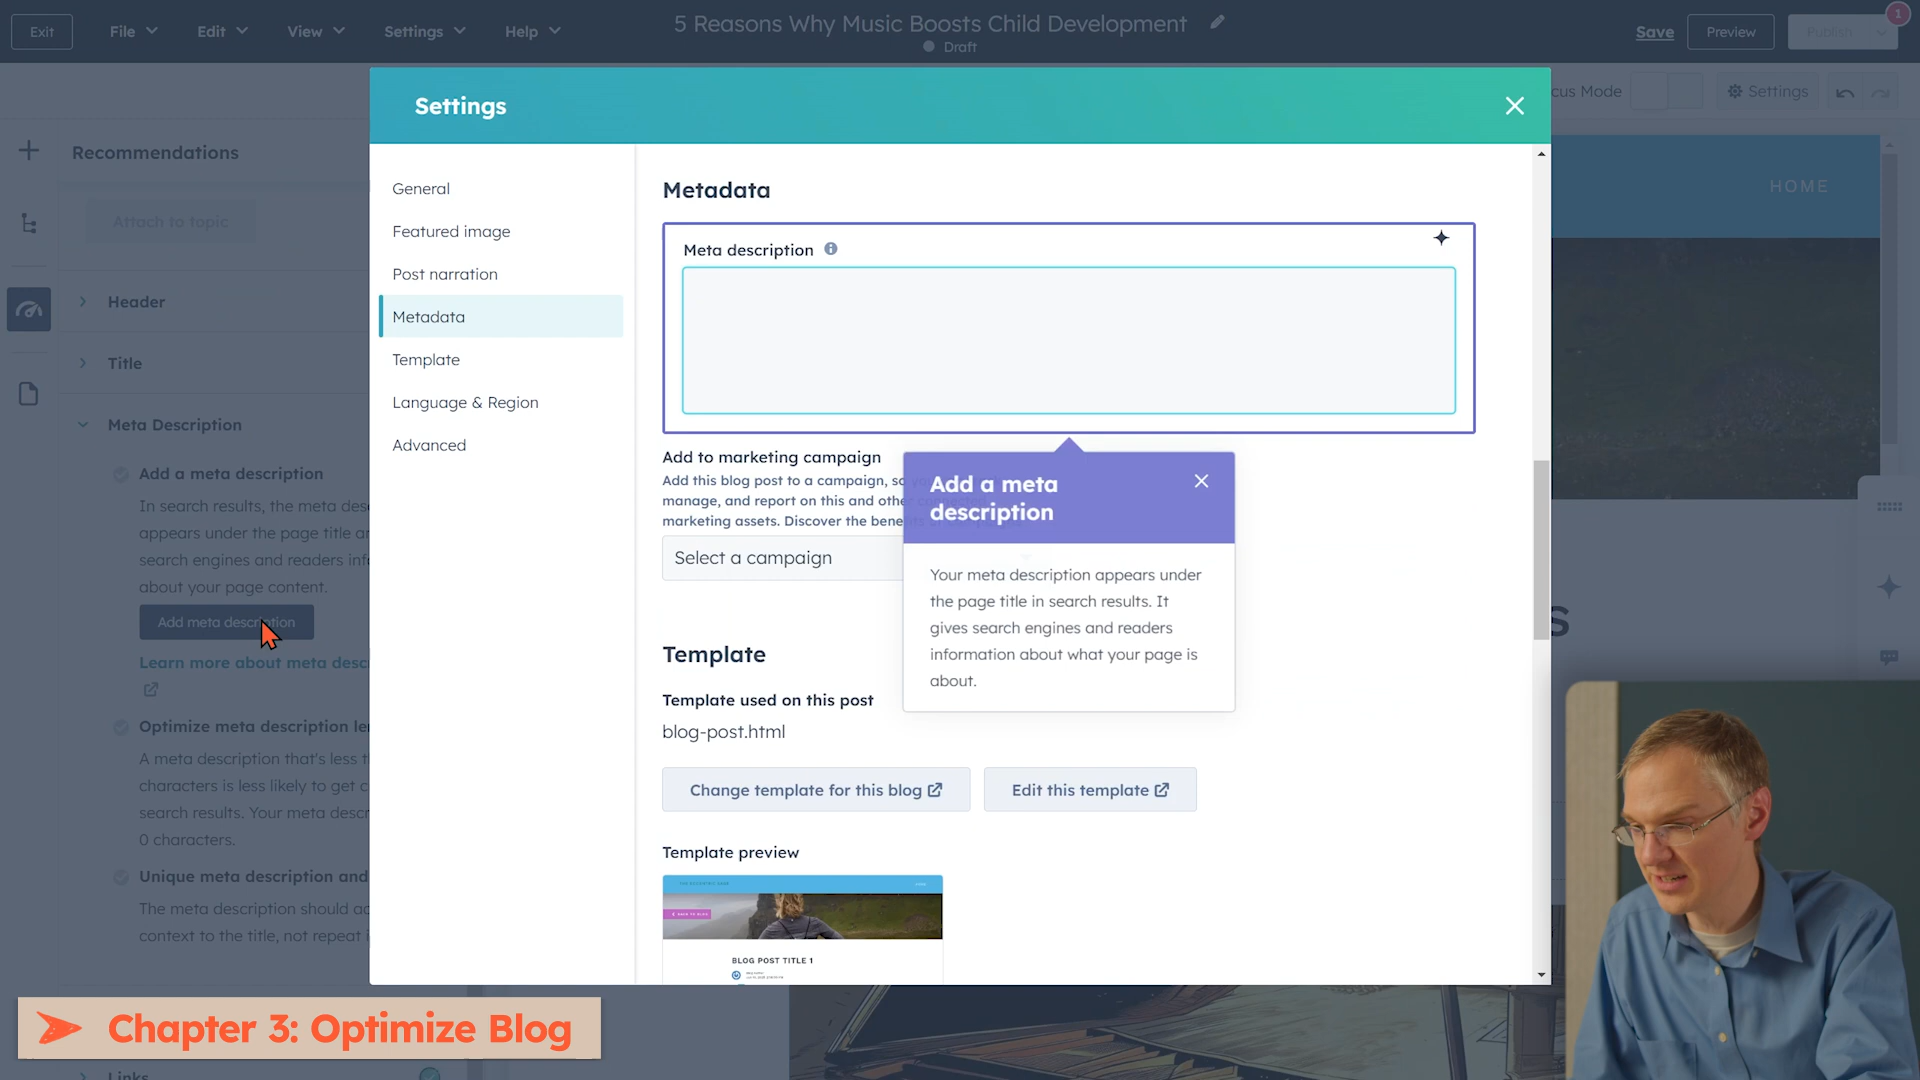 Exit
File
Edit
View
Settings
Help
5 Reasons Why Music Boosts Child Development
Draft
Save
Preview
Publish
1
Settings
cus Mode
Settings
Recommendations
Attach to topic
Header
Title
Meta Description
Add a meta description
In search results, the meta desc
appears under the page title an
search engines and readers info
about your page content.
Add meta description
Learn more about meta descr
Optimize meta description le
A meta description that's less t
characters is less likely to get c
search results. Your meta descr
0 characters.
Unique meta description and
The meta description should ad
context to the title, not repeat i
Links
General
Featured image
Post narration
Metadata
Template
Language & Region
Advanced
Metadata
Meta description
Add to marketing campaign
Add this blog post to a campaign, so
manage, and report on this and other
marketing assets. Discover the bene
Select a campaign
Add a meta
description
Your meta description appears under
the page title in search results. It
gives search engines and readers
information about what your page is
about.
Template
Template used on this post
blog-post.html
Change template for this blog
Edit this template
Template preview
BACK TO BLOG
BLOG POST TITLE 1
HOME
S
Chapter 3: Optimize Blog